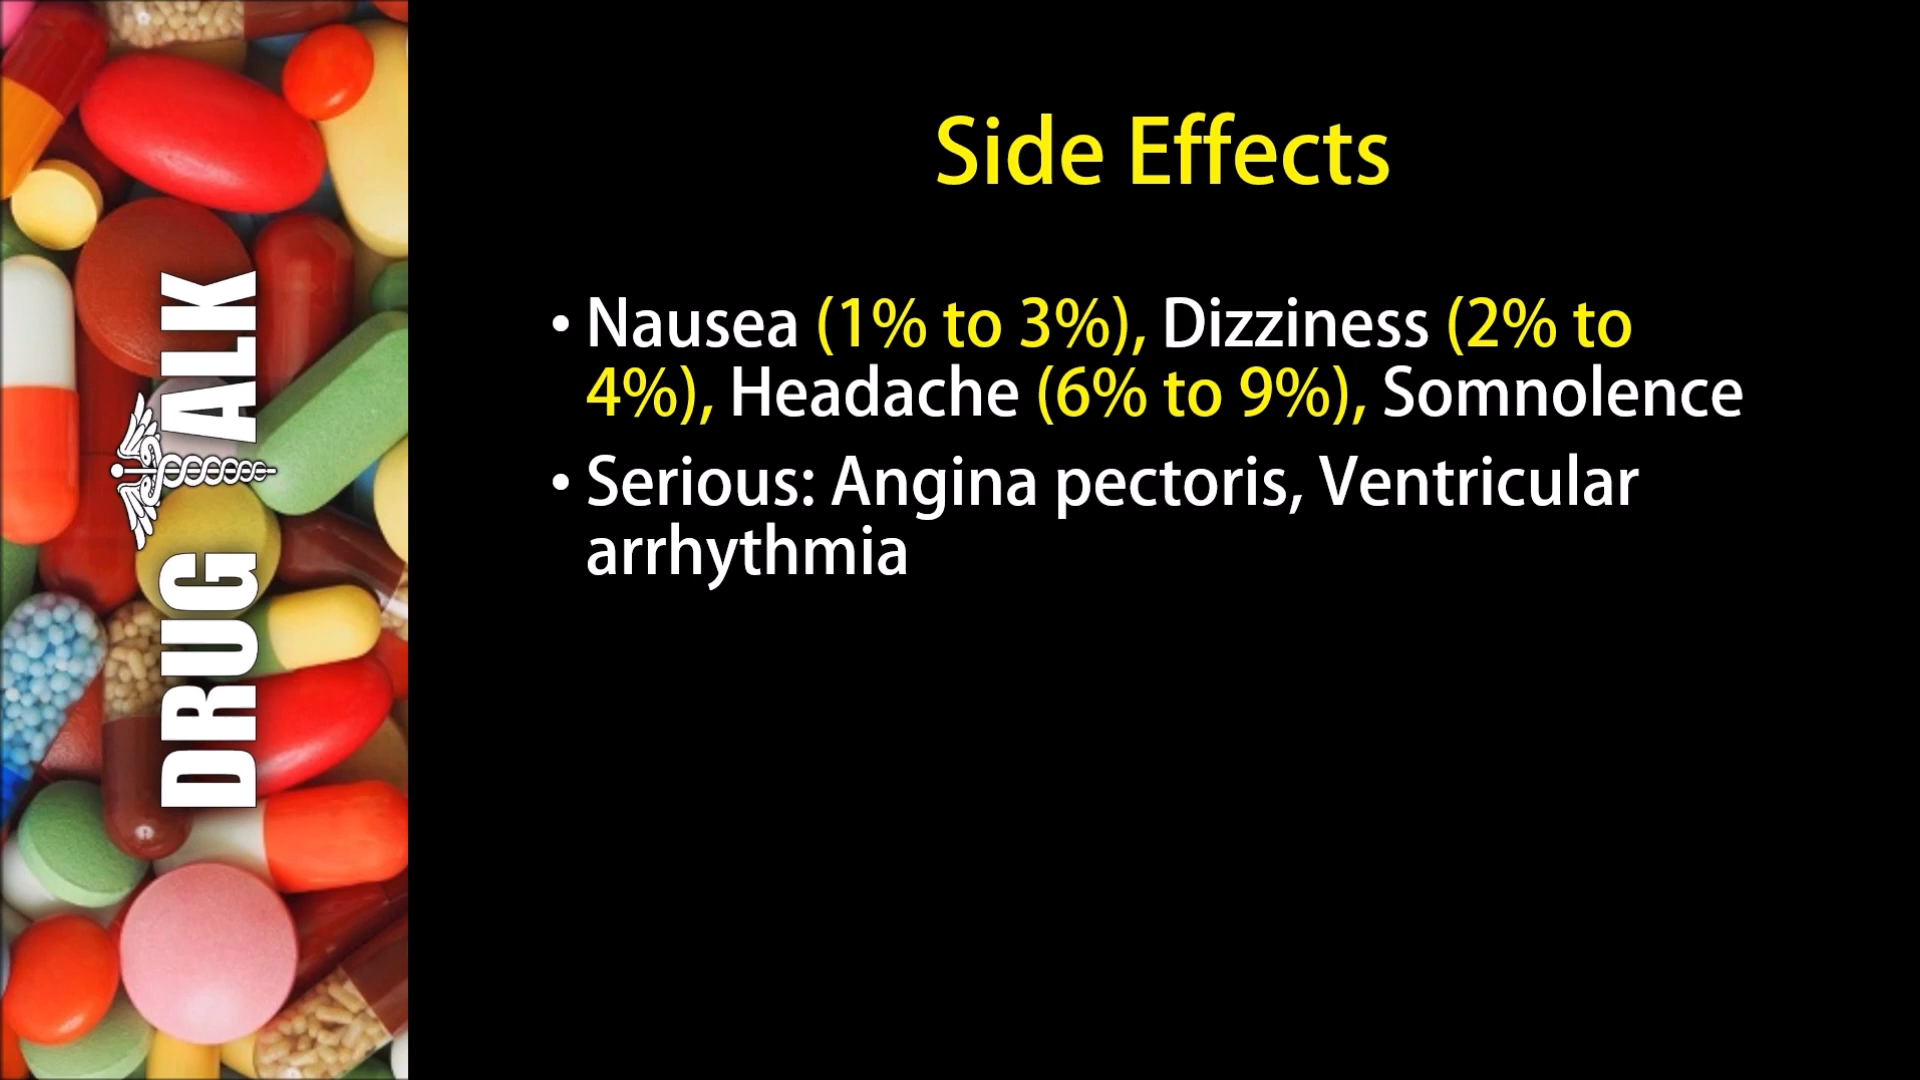 DRUG ALK
Side Effects
• Nausea (1% to 3%), Dizziness (2% to
4%), Headache (6% to 9%), Somnolence
• Serious: Angina pectoris, Ventricular
arrhythmia